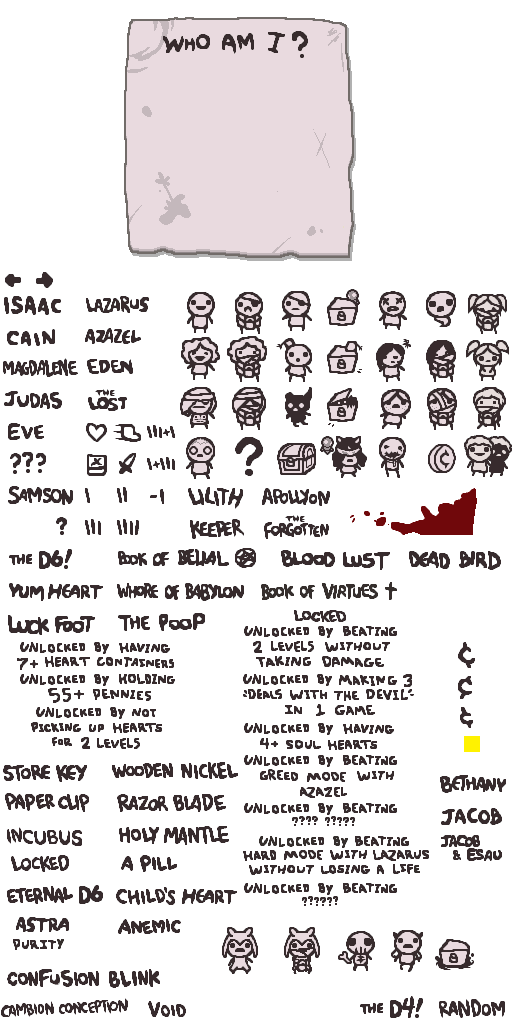 WHO AM I?
ISAAC LAZARUS
CAIN AZAZEL
MAGDALENE EDEN
JUDAS THE LOST
EVE III+I
??? I+III ?
SAMSON I II -I LILITH APOLLYON
? III IIII KEEPER THE FORGOTTEN
THE D6! BOOK OF BELIAL BLOOD LUST DEAD BIRD
YUM HEART WHORE OF BABYLON BOOK OF VIRTUES
LUCK FOOT THE POOP
UNLOCKED BY HAVING
7+ HEART CONTAINERS
UNLOCKED BY HOLDING
55+ PENNIES
UNLOCKED BY NOT
PICKING UP HEARTS
FOR 2 LEVELS
LOCKED
UNLOCKED BY BEATING
2 LEVELS WITHOUT
TAKING DAMAGE
UNLOCKED BY MAKING 3
"DEALS WITH THE DEVIL"
IN 1 GAME
UNLOCKED BY HAVING
4+ SOUL HEARTS
UNLOCKED BY BEATING
GREED MODE WITH
AZAZEL
UNLOCKED BY BEATING
???? ?????
UNLOCKED BY BEATING
HARD MODE WITH LAZARUS
WITHOUT LOSING A LIFE
UNLOCKED BY BEATING
??????
¢
¢
¢
STORE KEY WOODEN NICKEL
PAPER CLIP RAZOR BLADE
INCUBUS HOLY MANTLE
LOCKED A PILL
ETERNAL D6 CHILD'S HEART
ASTRA ANEMIC
PURITY
BETHANY
JACOB
JACOB
& ESAU
CONFUSION BLINK
CAMBION CONCEPTION VOID
THE D4! RANDOM